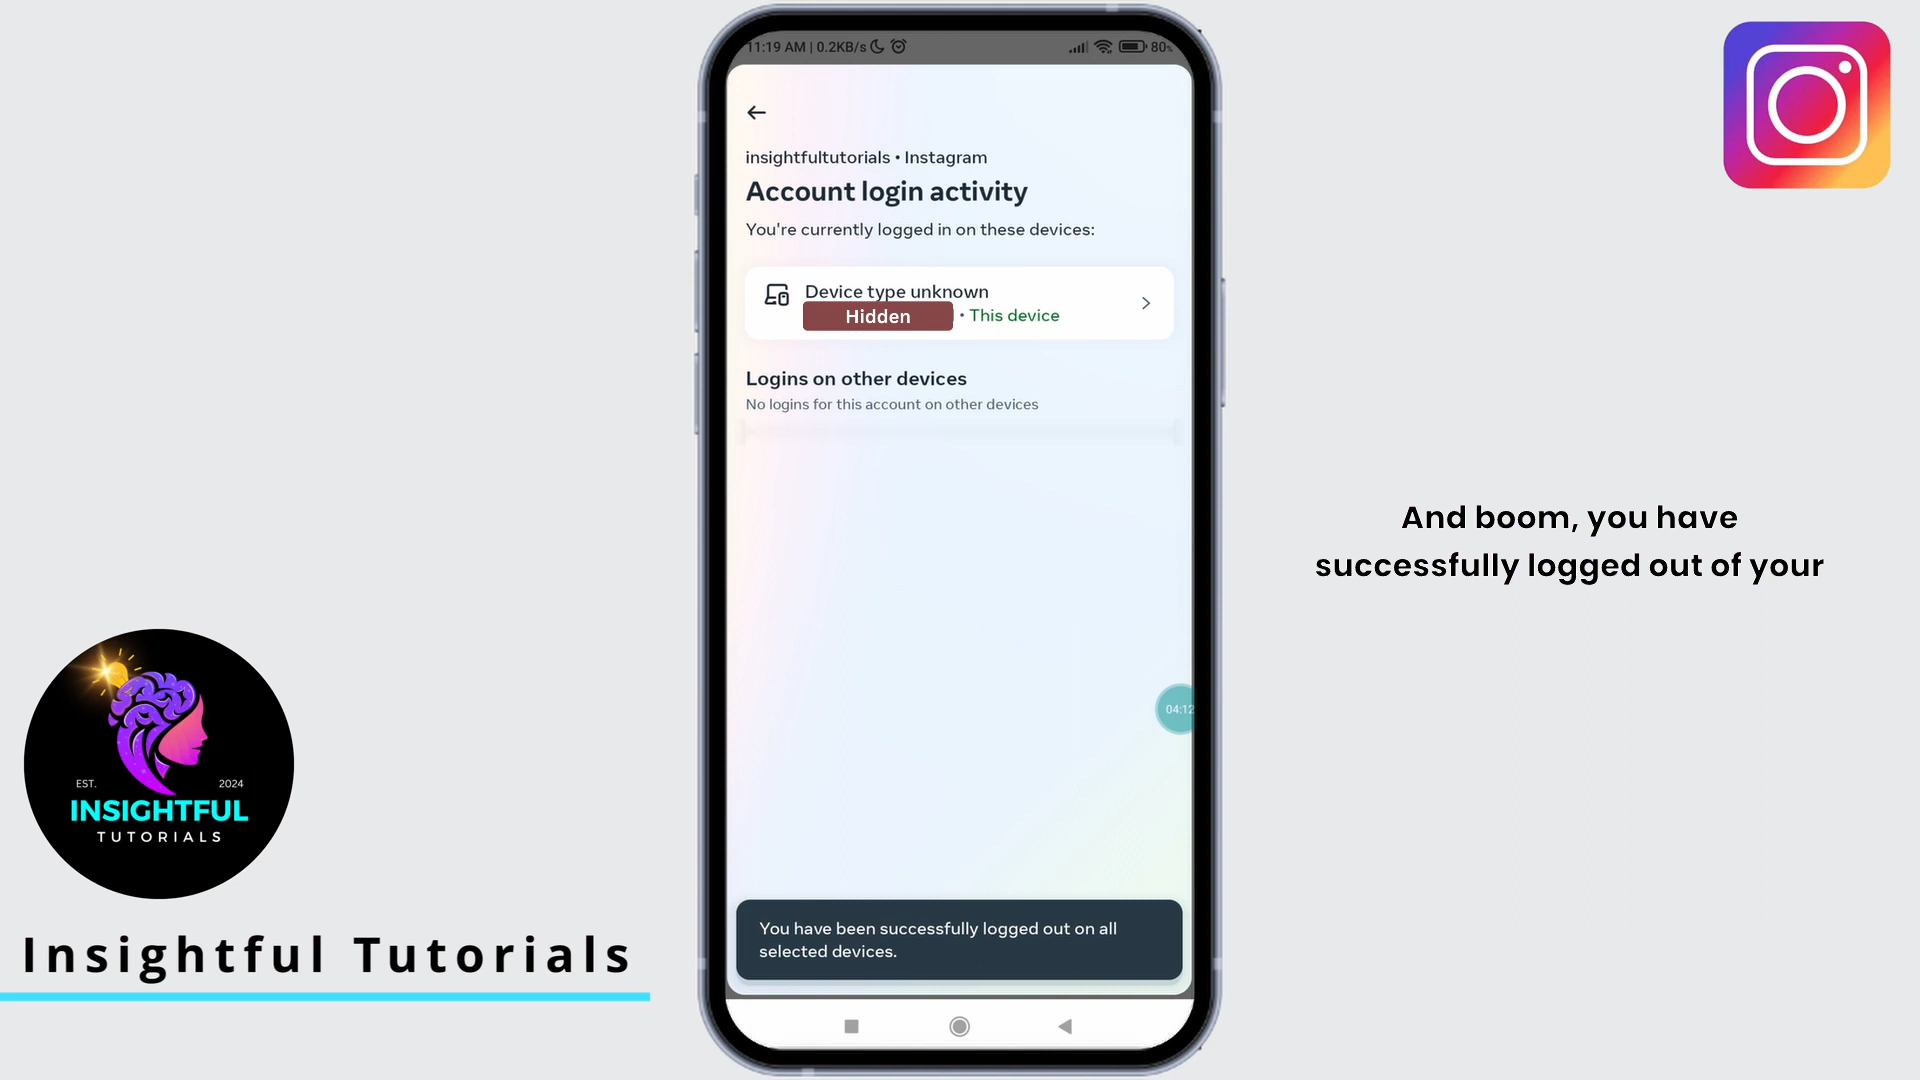 11:19 AM | 0.2KB/s
80%
insightfultutorials • Instagram
Account login activity
You're currently logged in on these devices:
Device type unknown
Hidden • This device
Logins on other devices
No logins for this account on other devices
04:12
You have been successfully logged out on all
selected devices.
And boom, you have
successfully logged out of your
EST. 2024
INSIGHTFUL
TUTORIALS
Insightful Tutorials